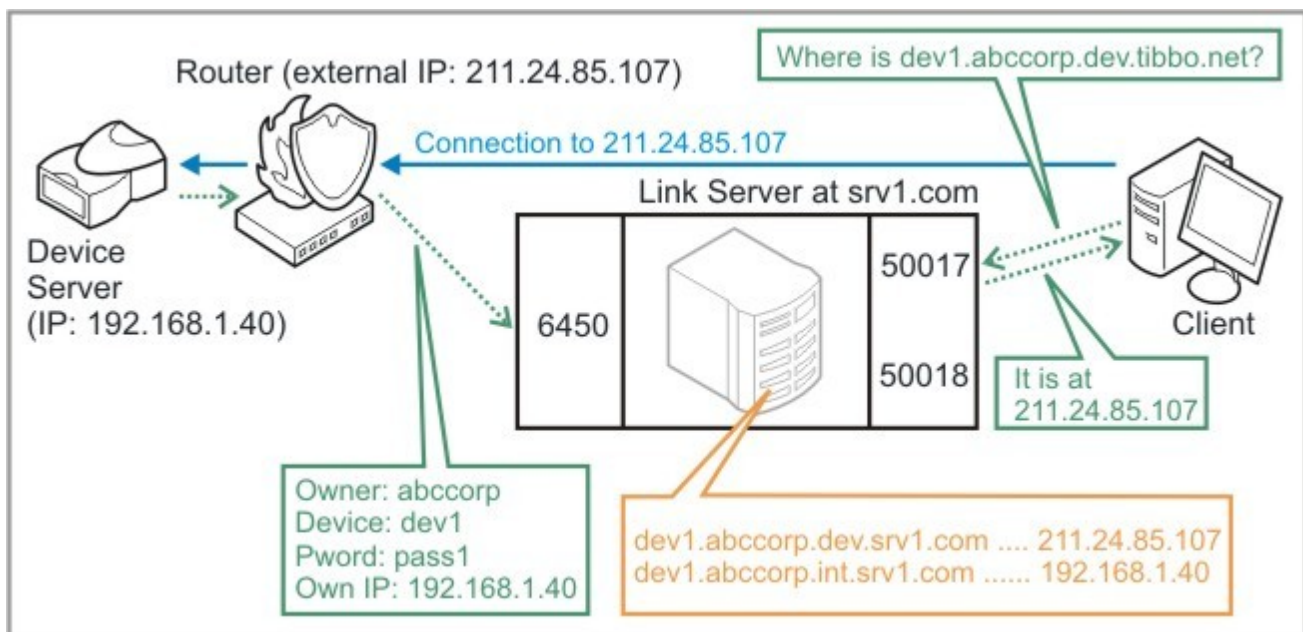 Where is dev1.abccorp.dev.tibbo.net?
Router (external IP: 211.24.85.107)
Connection to 211.24.85.107
Link Server at srv1.com
Device
Server
(IP: 192.168.1.40)
6450
50017
50018
Client
It is at
211.24.85.107
Owner: abccorp
Device: dev1
Pword: pass1
Own IP: 192.168.1.40
dev1.abccorp.dev.srv1.com .... 211.24.85.107
dev1.abccorp.int.srv1.com ...... 192.168.1.40